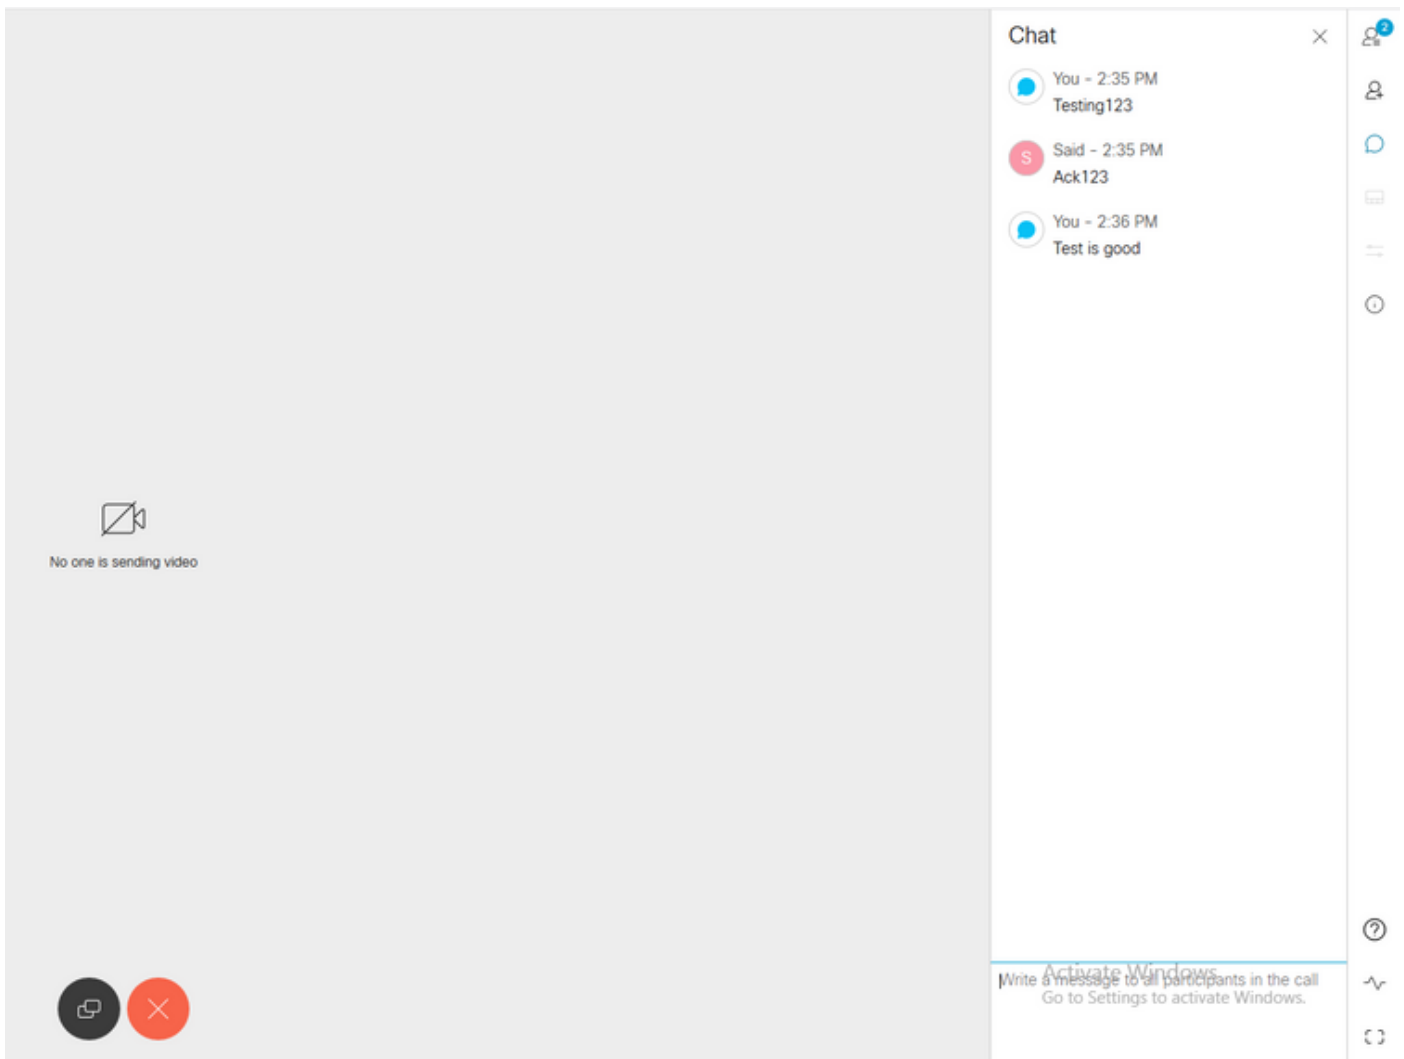 Chat
2
You - 2:35 PM
Testing123
S
Said - 2:35 PM
Ack123
You - 2:36 PM
Test is good
No one is sending video
Write a message to all participants in the call
Activate Windows
Go to Settings to activate Windows.